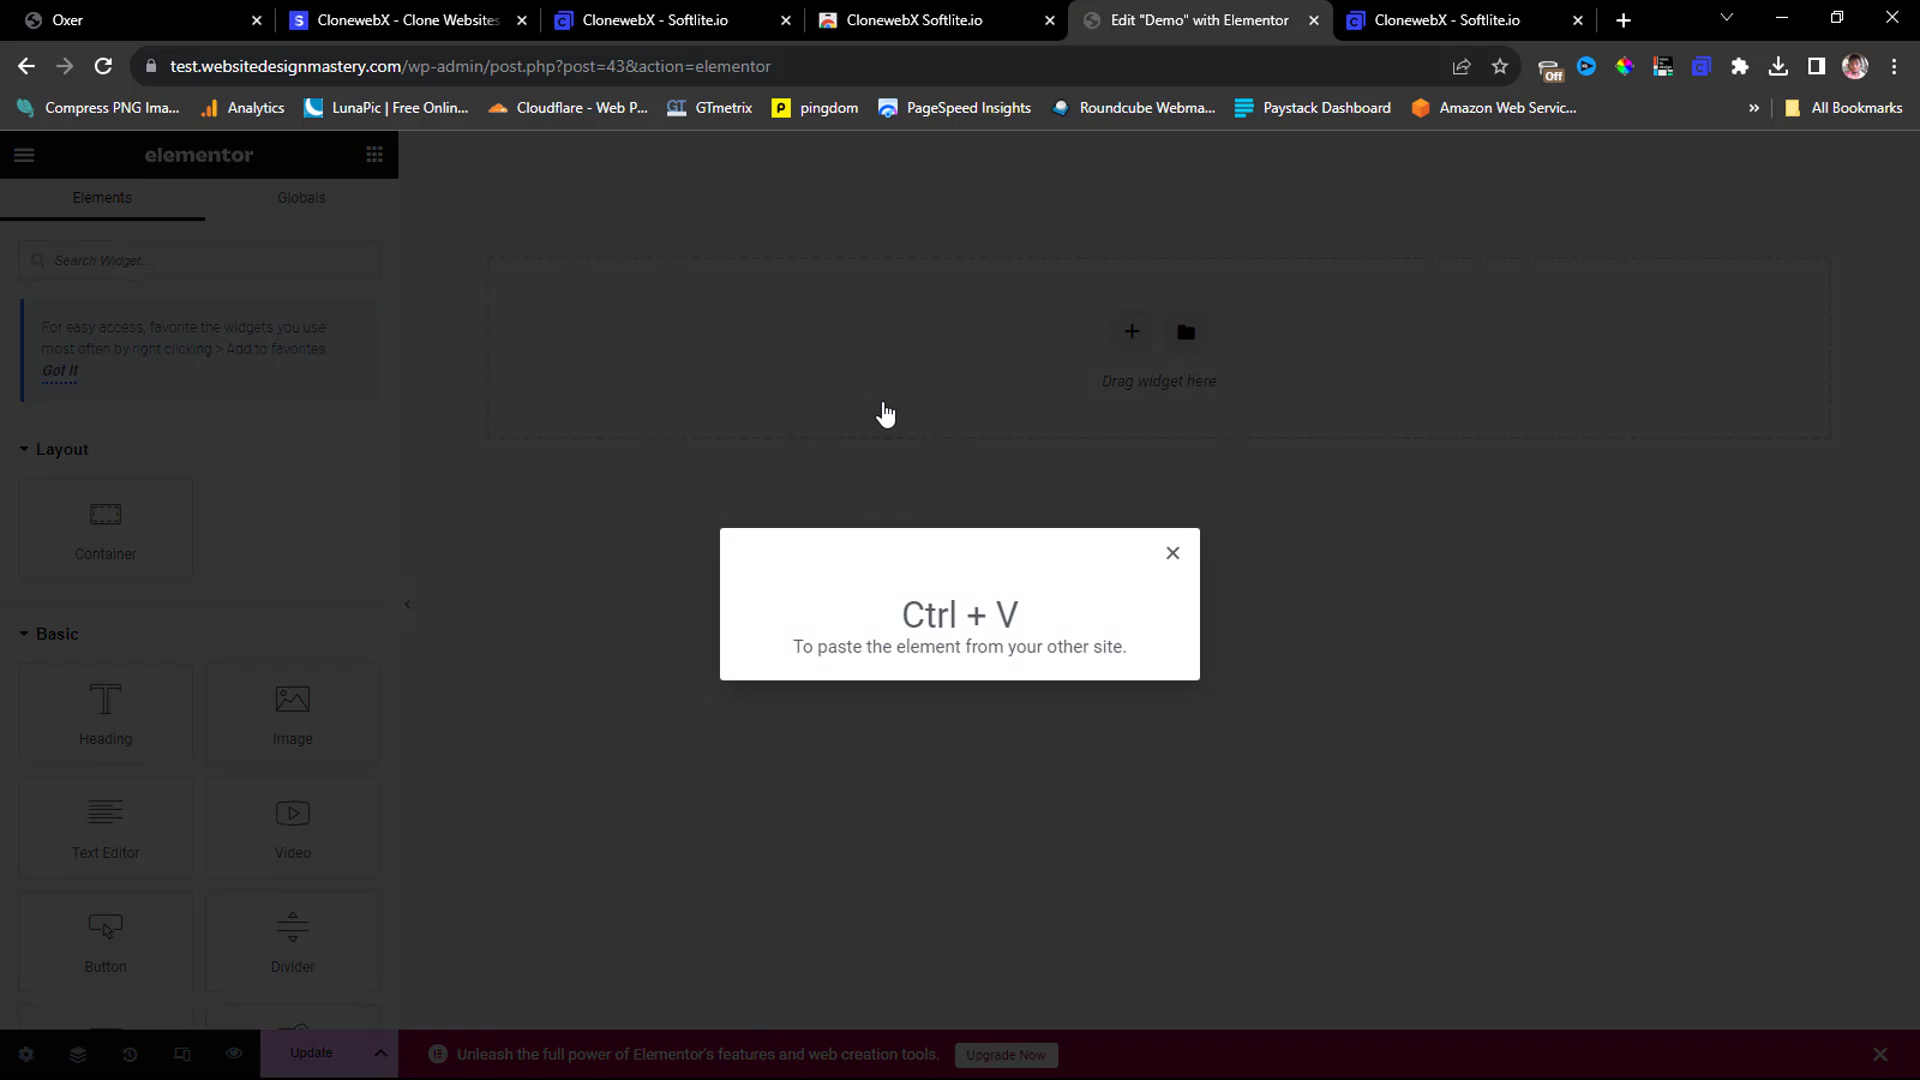 Oxer
ClonewebX - Clone Websites
ClonewebX - Softlite.io
ClonewebX Softlite.io
Edit "Demo" with Elementor
ClonewebX - Softlite.io
test.websitedesignmastery.com/wp-admin/post.php?post=43&action=elementor
Off
Compress PNG Ima...
Analytics
LunaPic | Free Onlin...
Cloudflare - Web P...
GTmetrix
pingdom
PageSpeed Insights
Roundcube Webma...
Paystack Dashboard
Amazon Web Servic...
»
All Bookmarks
elementor
Elements
Globals
Search Widget...
For easy access, favorite the widgets you use
most often by right clicking > Add to favorites.
Got It
Layout
Container
Basic
Heading
Image
Text Editor
Video
Button
Divider
Drag widget here
Ctrl + V
To paste the element from your other site.
Update
Unleash the full power of Elementor's features and web creation tools.
Upgrade Now